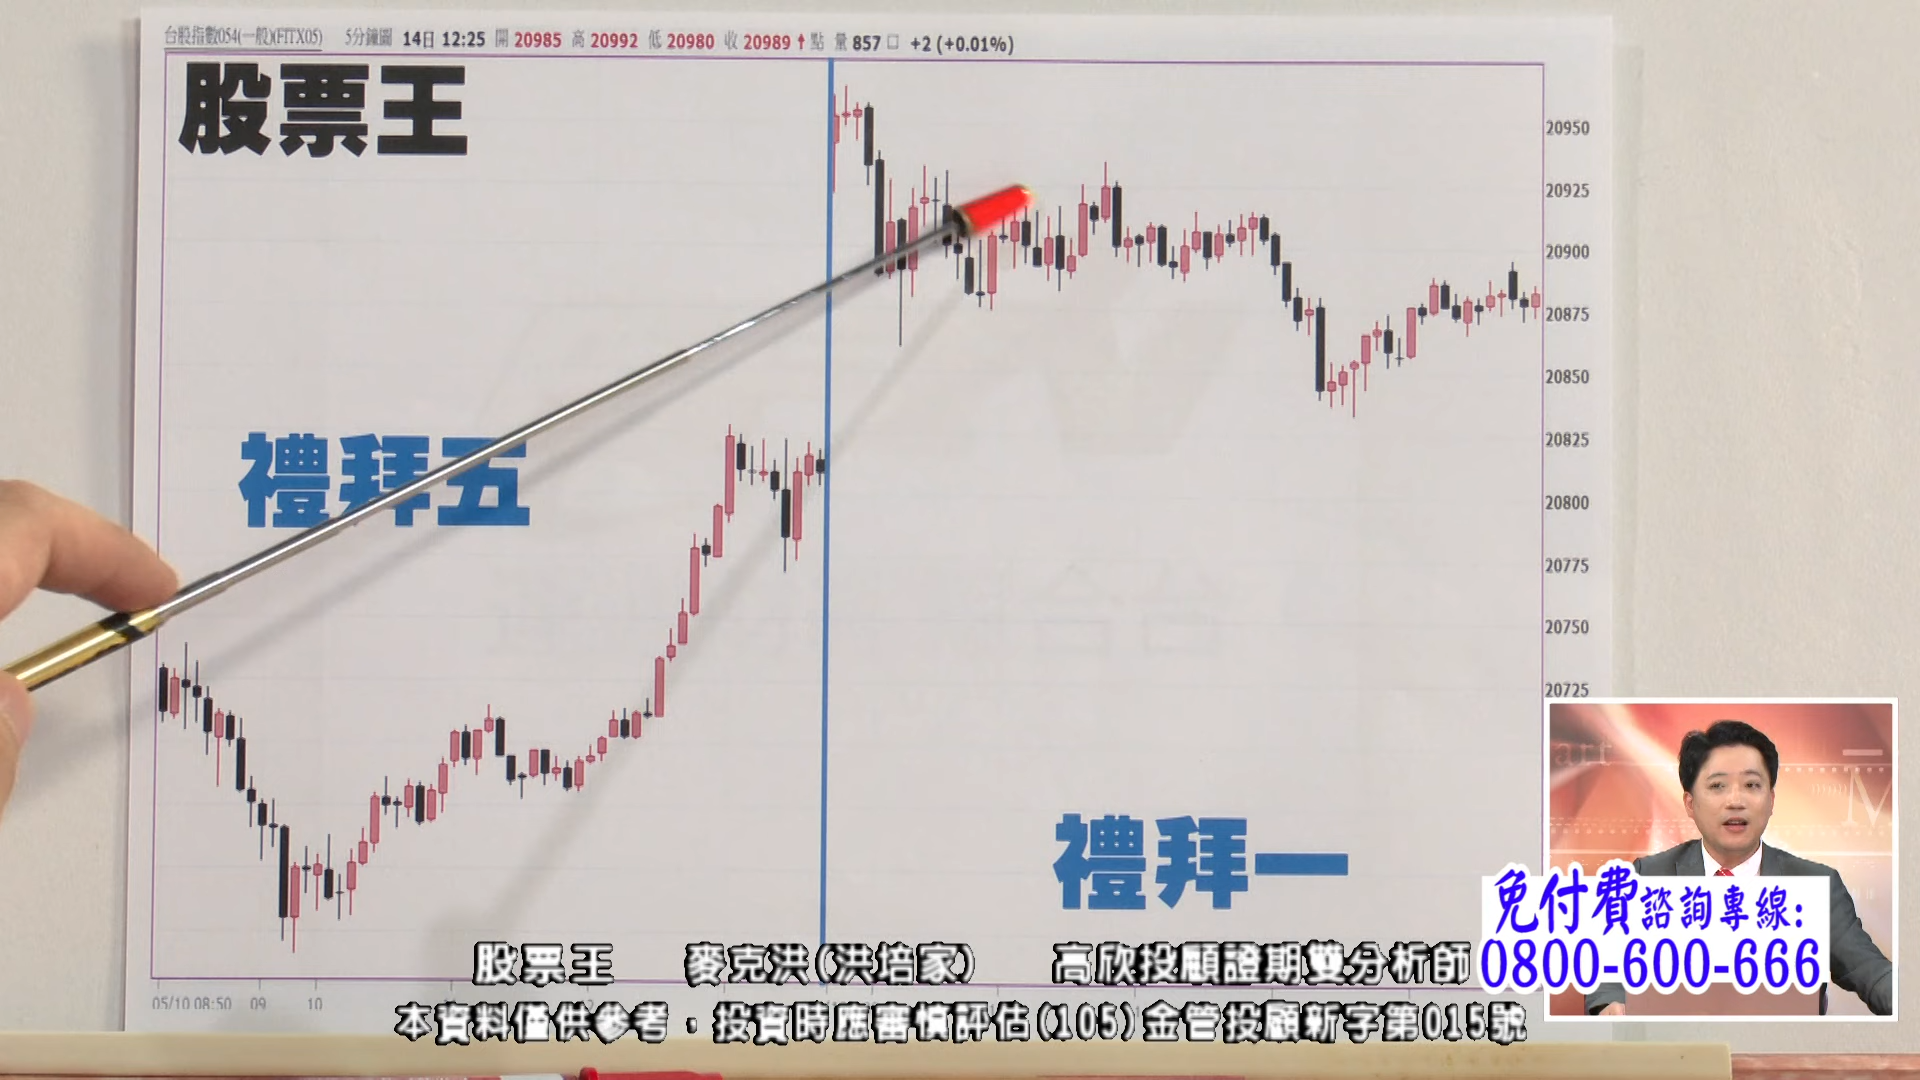 台股指數054(一般)(FITX05) 5分鐘圖 14日 12:25 開 20985 高 20992 低 20980 收 20989↑點 量 857口 +2 (+0.01%)
股票王
20950
20925
20900
20875
20850
20825
20800
20775
20750
20725
禮拜五
禮拜一
05/10 08:50 09 10
免付費諮詢專線:
0800-600-666
股票王 麥克洪(洪培家) 高欣投顧證期雙分析師
本資料僅供參考，投資時應審慎評估(105)金管投顧新字第015號